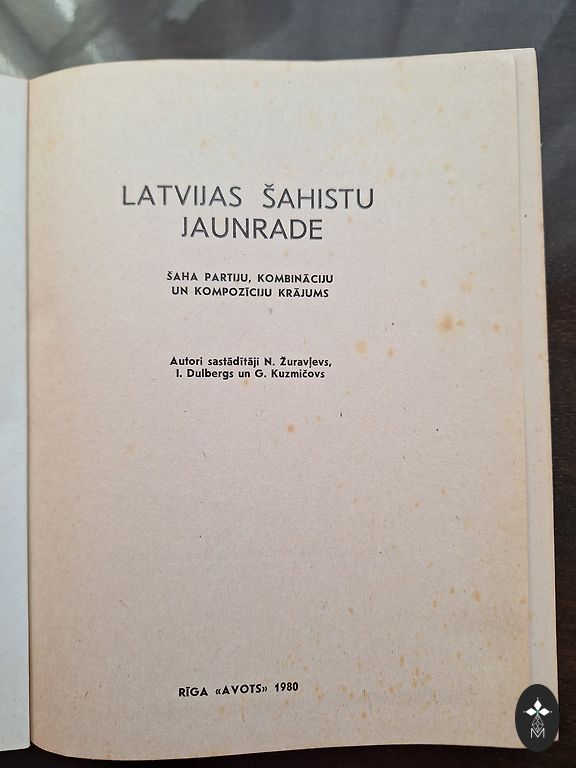 LATVIJAS ŠAHISTU
JAUNRADE
ŠAHA PARTIJU, KOMBINĀCIJU
UN KOMPOZĪCIJU KRĀJUMS
Autori sastādītāji N. Žuravļevs,
I. Dulbergs un G. Kuzmičovs
RĪGA «AVOTS» 1980
M